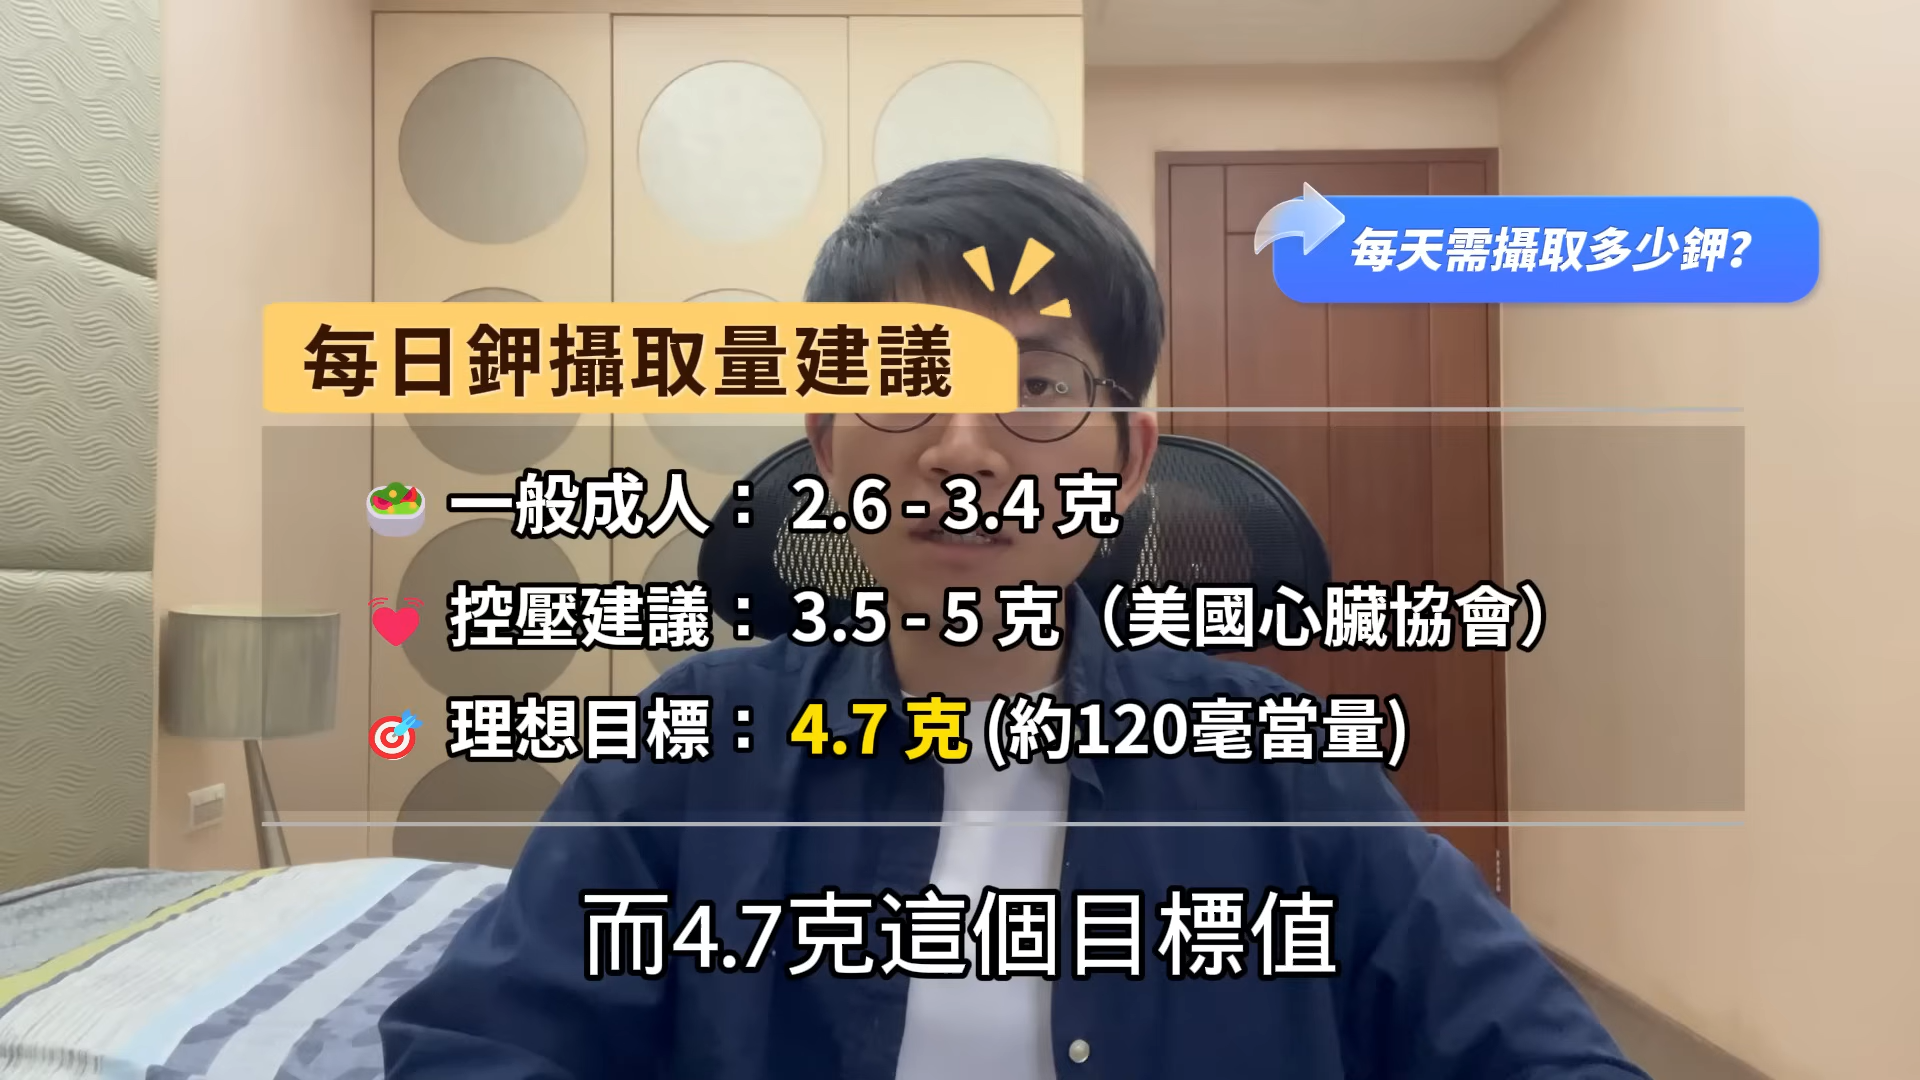 每天需攝取多少鉀？
每日鉀攝取量建議
一般成人：2.6 - 3.4 克
控壓建議：3.5 - 5 克（美國心臟協會）
理想目標：4.7 克 (約120毫當量)
而4.7克這個目標值